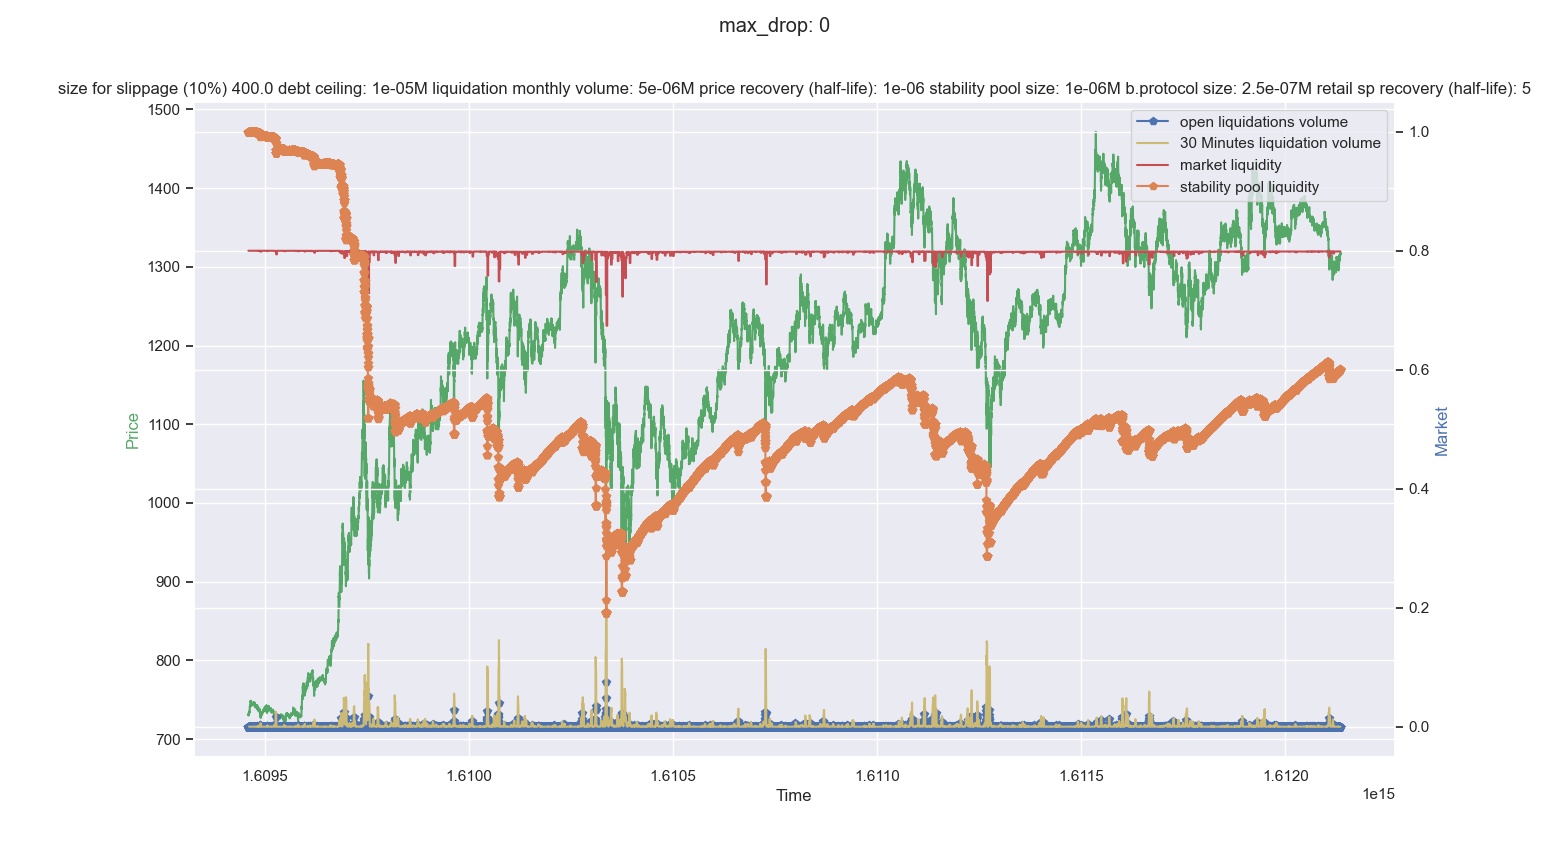 max_drop: 0
size for slippage (10%) 400.0 debt ceiling: 1e-05M liquidation monthly volume: 5e-06M price recovery (half-life): 1e-06 stability pool size: 1e-06M b.protocol size: 2.5e-07M retail sp recovery (half-life): 5
open liquidations volume
30 Minutes liquidation volume
market liquidity
stability pool liquidity
1500
1400
1300
1200
1100
1000
900
800
700
Price
1.0
0.8
0.6
0.4
0.2
0.0
Market
1.6095 1.6100 1.6105 1.6110 1.6115 1.6120
Time
1e15